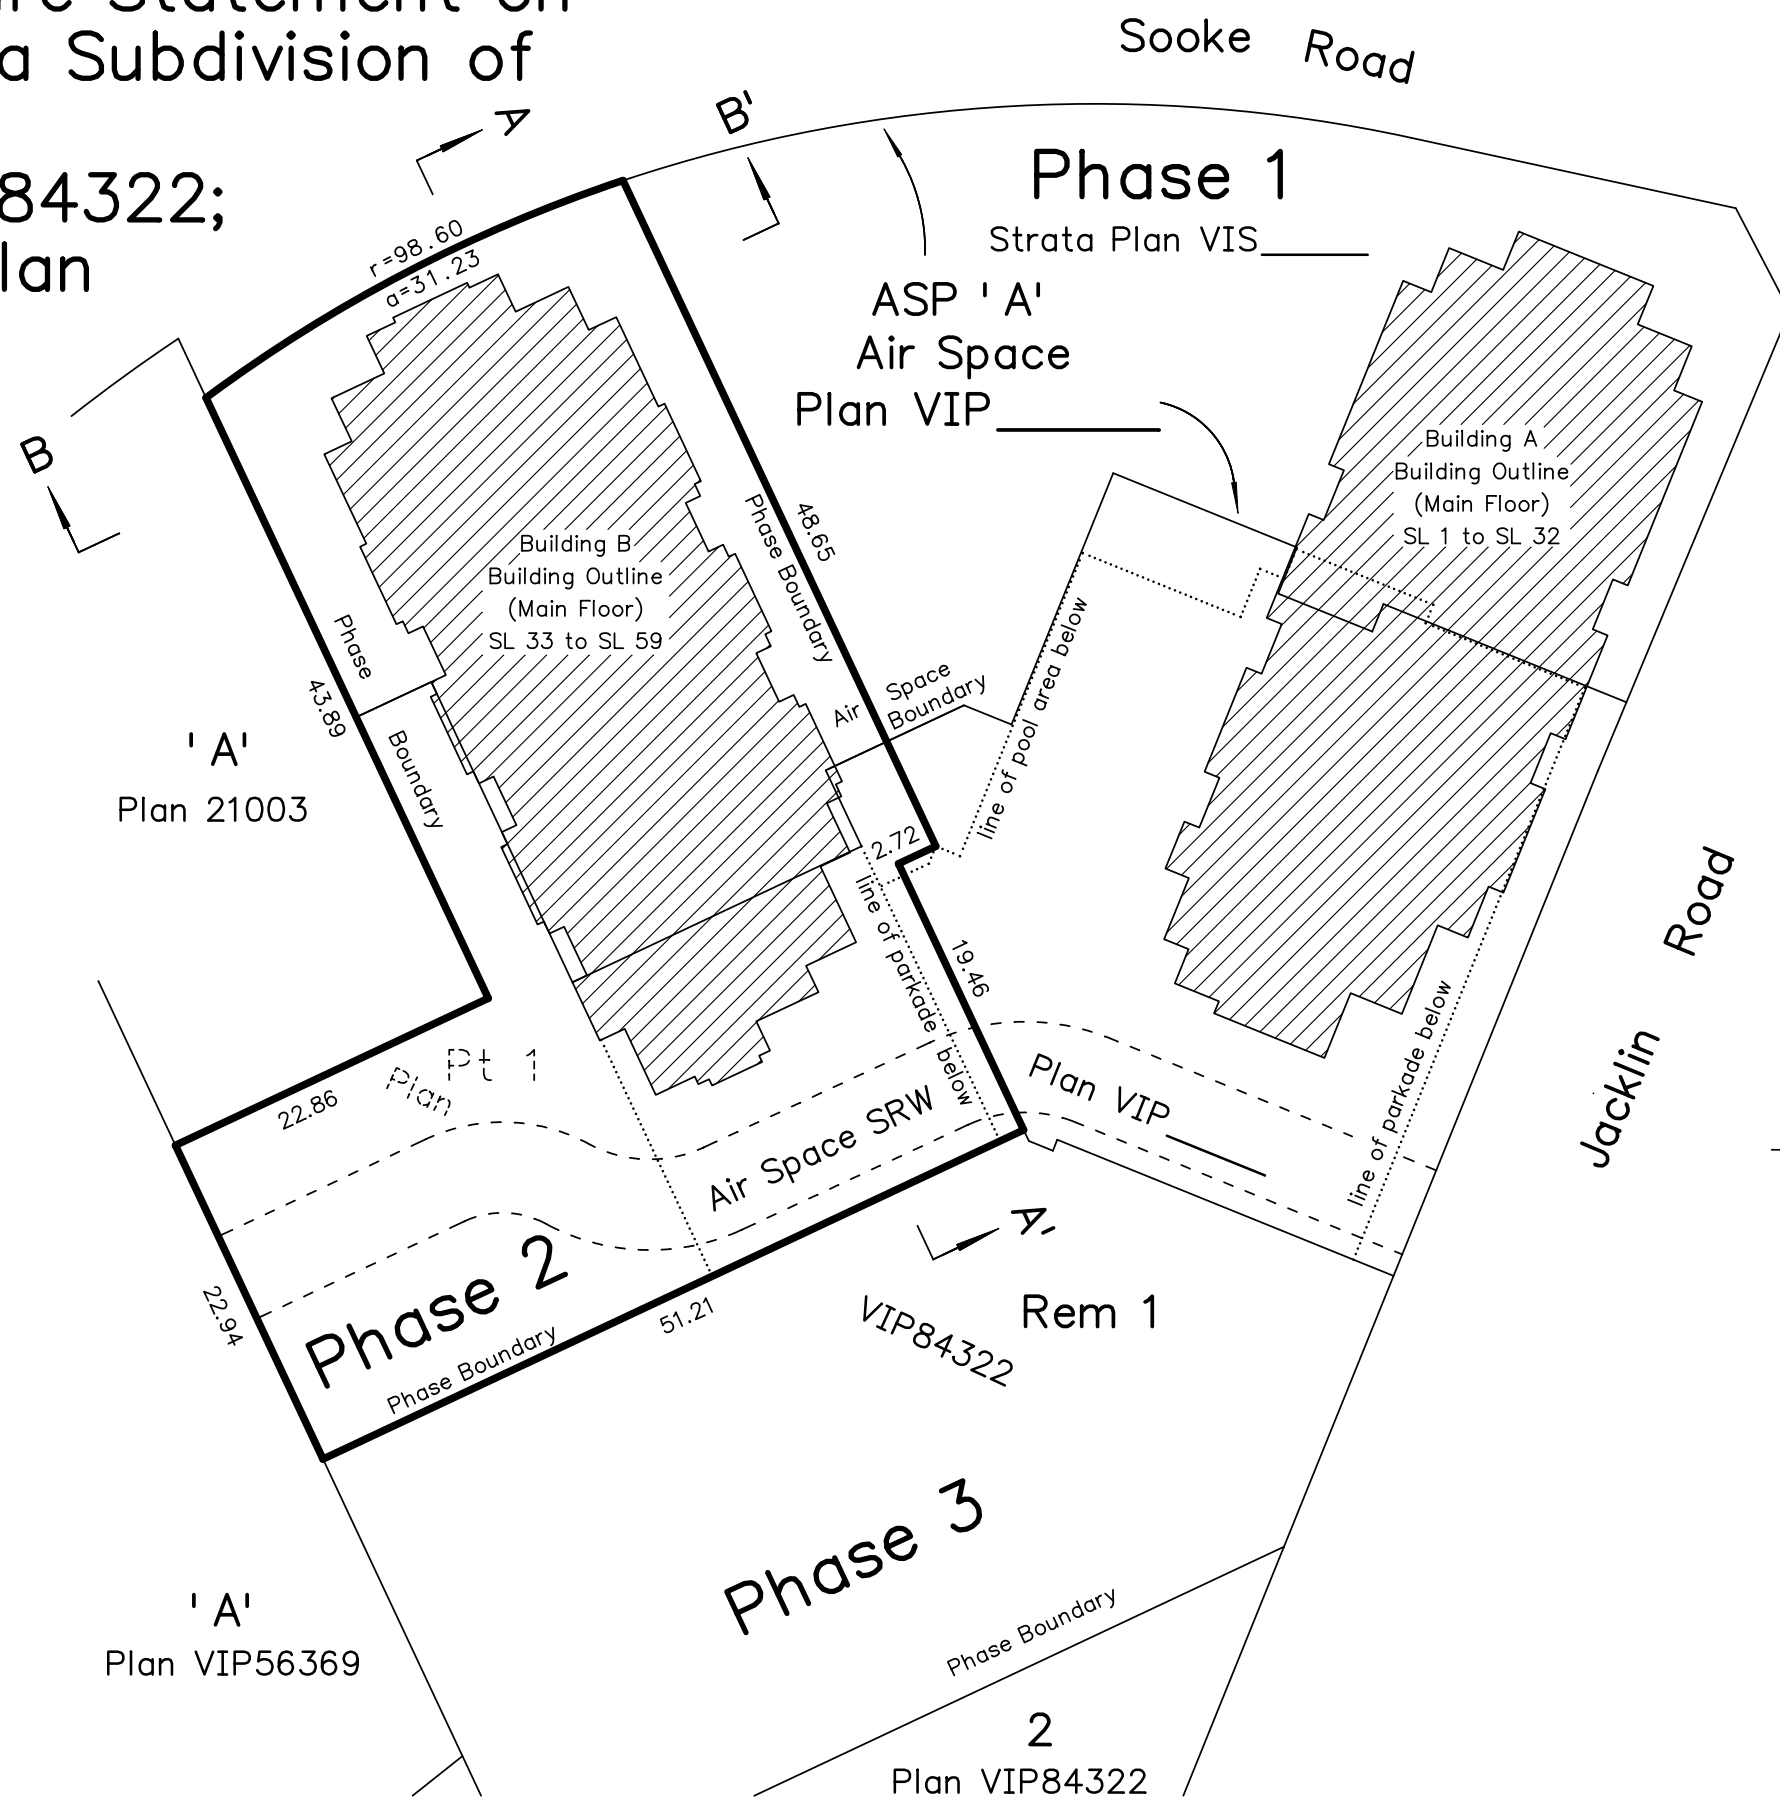 a Subdivision of
84322;
lan
Sooke Road
A
B'
Phase 1
Strata Plan VIS______
ASP 'A'
Air Space
Plan VIP________
r=98.60
a=31.23
B
Building A
Building Outline
(Main Floor)
SL 1 to SL 32
Building B
Building Outline
(Main Floor)
SL 33 to SL 59
48.65
Phase Boundary
Phase
Boundary
43.89
Air Space
Boundary
line of pool area below
'A'
Plan 21003
2.72
line of parkade below
19.46
Jacklin Road
Pt 1
Plan
22.86
Air Space SRW
Plan VIP______
line of parkade below
Phase 2
22.94
Phase Boundary
51.21
A'
Rem 1
VIP84322
Phase 3
Phase Boundary
'A'
Plan VIP56369
2
Plan VIP84322